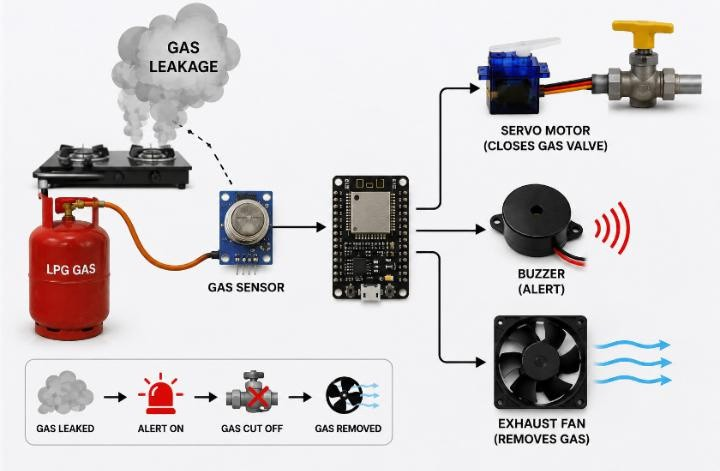 GAS
LEAKAGE
LPG GAS
GAS SENSOR
SERVO MOTOR
(CLOSES GAS VALVE)
BUZZER
(ALERT)
EXHAUST FAN
(REMOVES GAS)
GAS LEAKED
ALERT ON
GAS CUT OFF
GAS REMOVED